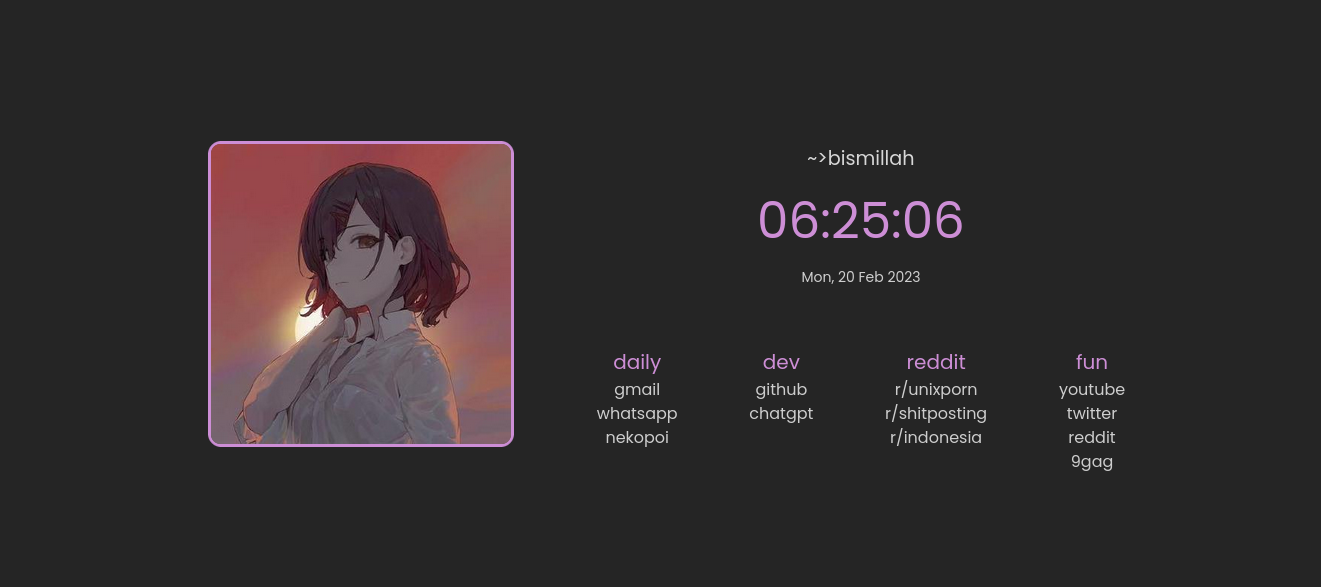 ~>bismillah
06:25:06
Mon, 20 Feb 2023
daily
gmail
whatsapp
nekopoi
dev
github
chatgpt
reddit
r/unixporn
r/shitposting
r/indonesia
fun
youtube
twitter
reddit
9gag